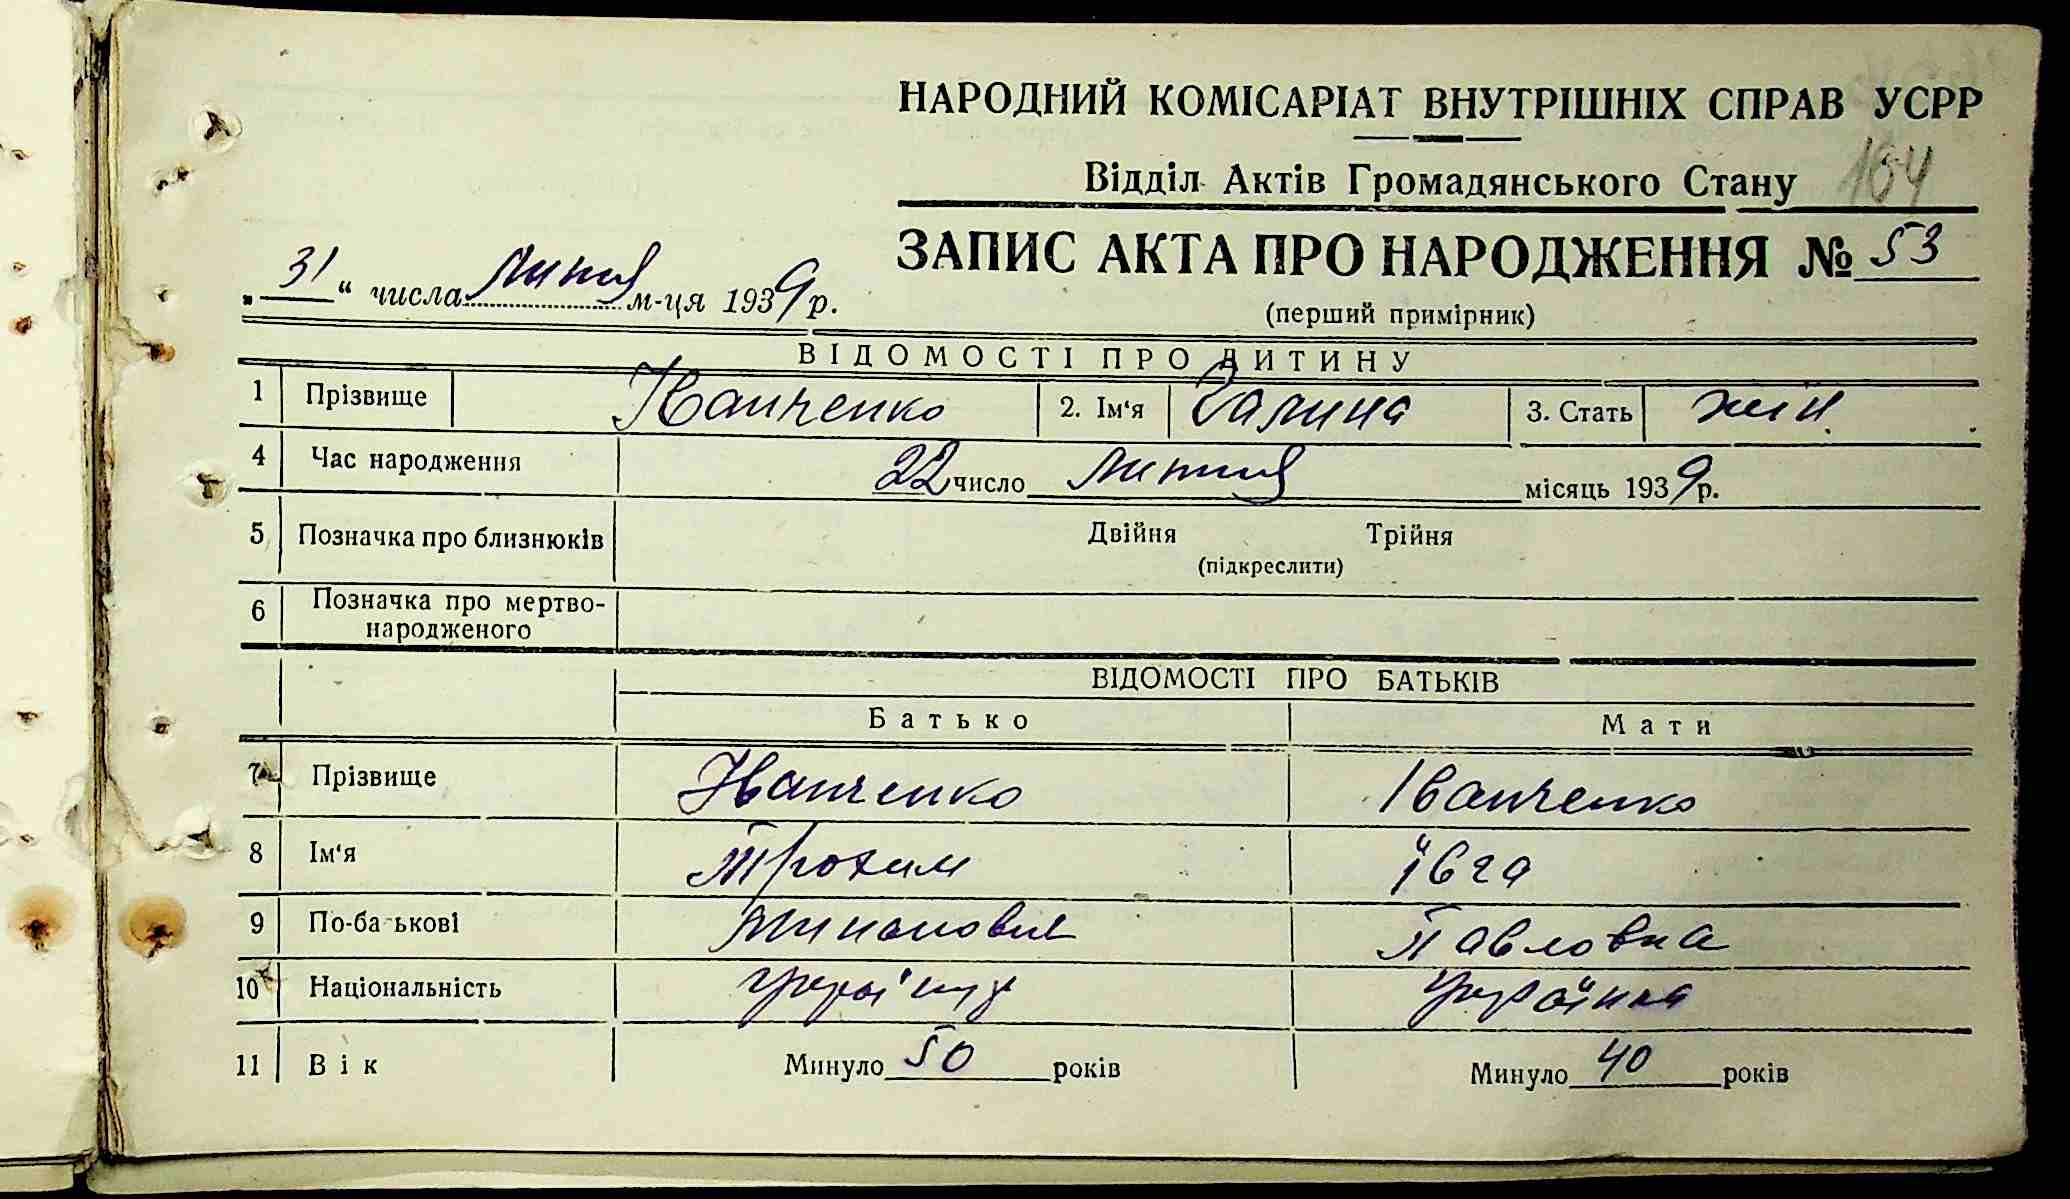 НАРОДНИЙ КОМІСАРІАТ ВНУТРІШНІХ СПРАВ УСРР
Відділ Актів Громадянського Стану 164
ЗАПИС АКТА ПРО НАРОДЖЕННЯ № 53
(перший примірник)
„ 31 “ числа липня м-ця 1939 р.
ВІДОМОСТІ ПРО ДИТИНУ
1 Прізвище Іванченко 2. Ім‘я Галина 3. Стать жін.
4 Час народження 22 число липня місяць 1939 р.
5 Позначка про близнюків Двійня Трійня
(підкреслити)
6 Позначка про мертво-
народженого
ВІДОМОСТІ ПРО БАТЬКІВ
Батько Мати
7 Прізвище Іванченко Іванченко
8 Ім‘я Трохим Ївга
9 По-батькові Павловна
10 Національність українц Українка
11 Вік Минуло 50 років Минуло 40 років